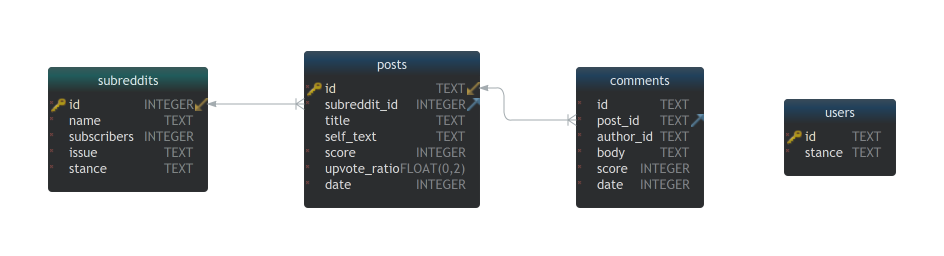 subreddits
id INTEGER
name TEXT
subscribers INTEGER
issue TEXT
stance TEXT
posts
id TEXT
subreddit_id INTEGER
title TEXT
self_text TEXT
score INTEGER
upvote_ratio FLOAT(0,2)
date INTEGER
comments
id TEXT
post_id TEXT
author_id TEXT
body TEXT
score INTEGER
date INTEGER
users
id TEXT
stance TEXT